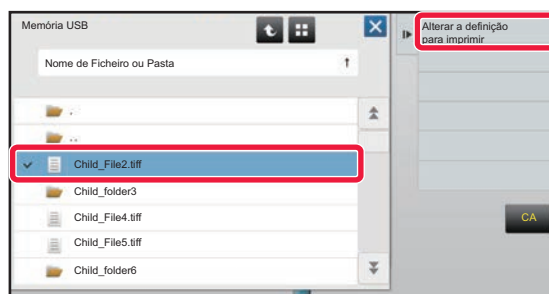 Memória USB
Nome de Ficheiro ou Pasta
.
..
Child_File2.tiff
Child_folder3
Child_File4.tiff
Child_File5.tiff
Child_folder6
Alterar a definição
para imprimir
CA